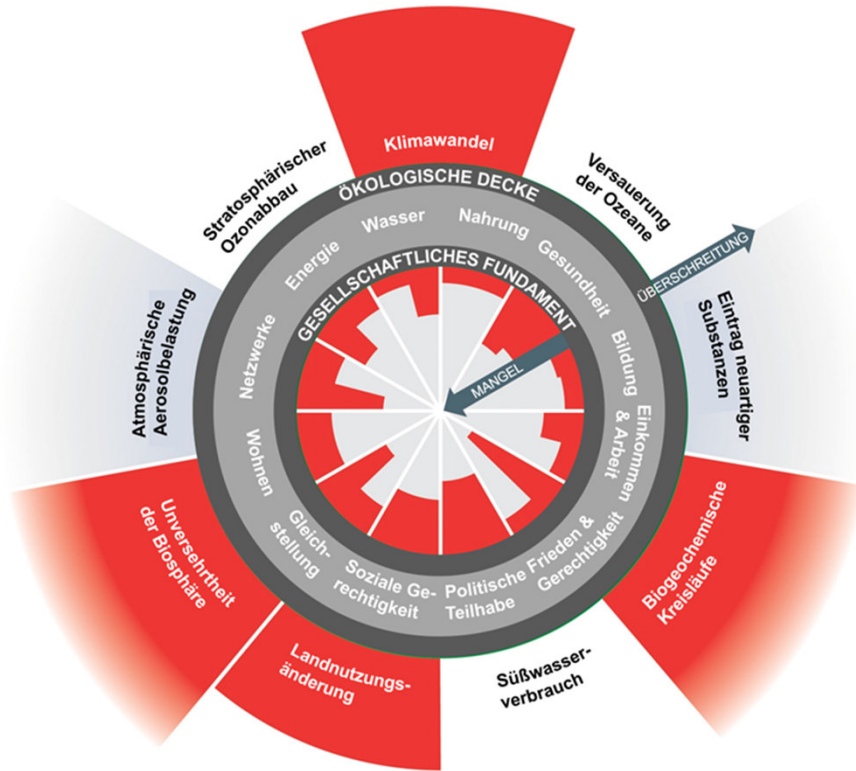 Klimawandel
Stratosphärischer
Ozonabbau
Versauerung
der Ozeane
ÖKOLOGISCHE DECKE
ÜBERSCHREITUNG
Wasser
Nahrung
Energie
Gesundheit
GESELLSCHAFTLICHES FUNDAMENT
Netzwerke
Bildung
MANGEL
Atmosphärische
Aerosolbelastung
Eintrag neuartiger
Substanzen
Einkommen
& Arbeit
Wohnen
Gleich-
stellung
Soziale Ge-
rechtigkeit
Politische
Teilhabe
Frieden &
Gerechtigkeit
Unversehrtheit
der Biosphäre
Biogeochemische
Kreisläufe
Landnutzungs-
änderung
Süßwasser-
verbrauch